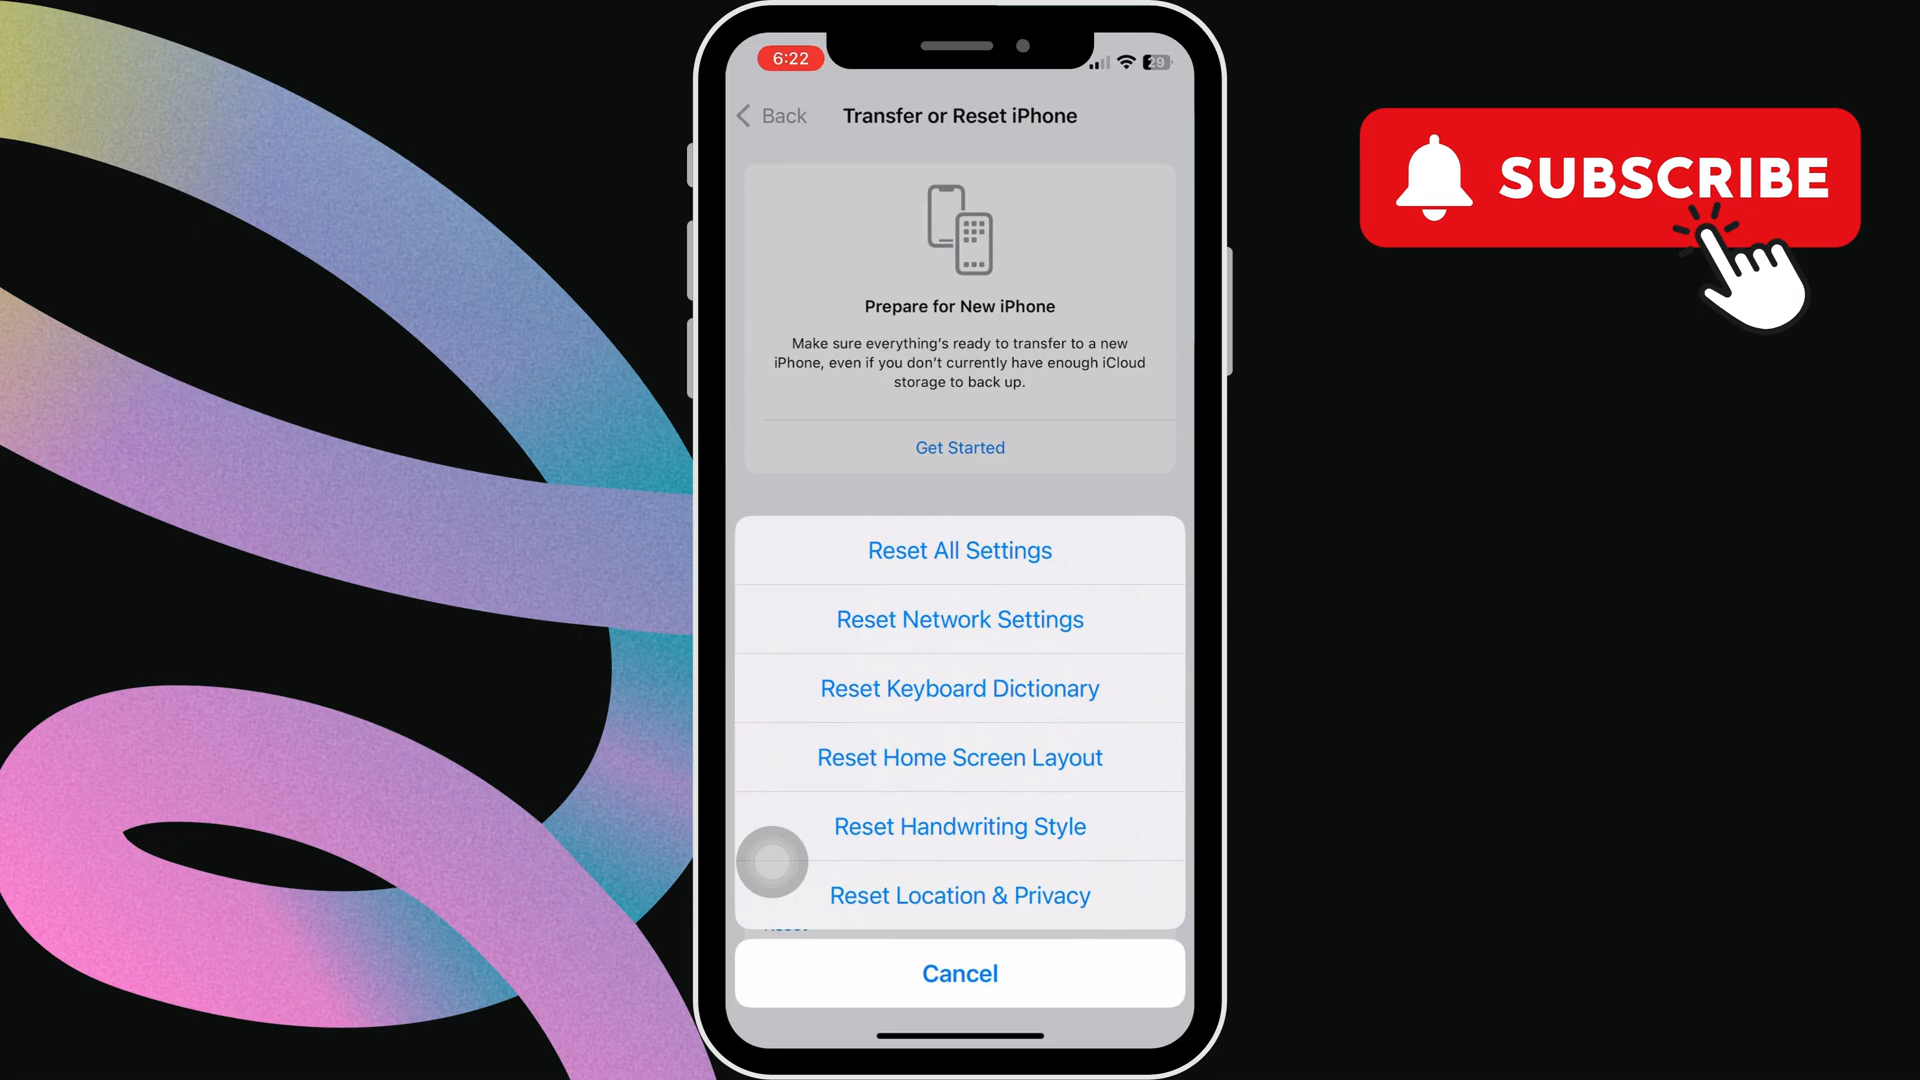 6:22
29
Back
Transfer or Reset iPhone
SUBSCRIBE
Prepare for New iPhone
Make sure everything's ready to transfer to a new
iPhone, even if you don't currently have enough iCloud
storage to back up.
Get Started
Reset All Settings
Reset Network Settings
Reset Keyboard Dictionary
Reset Home Screen Layout
Reset Handwriting Style
Reset Location & Privacy
Cancel